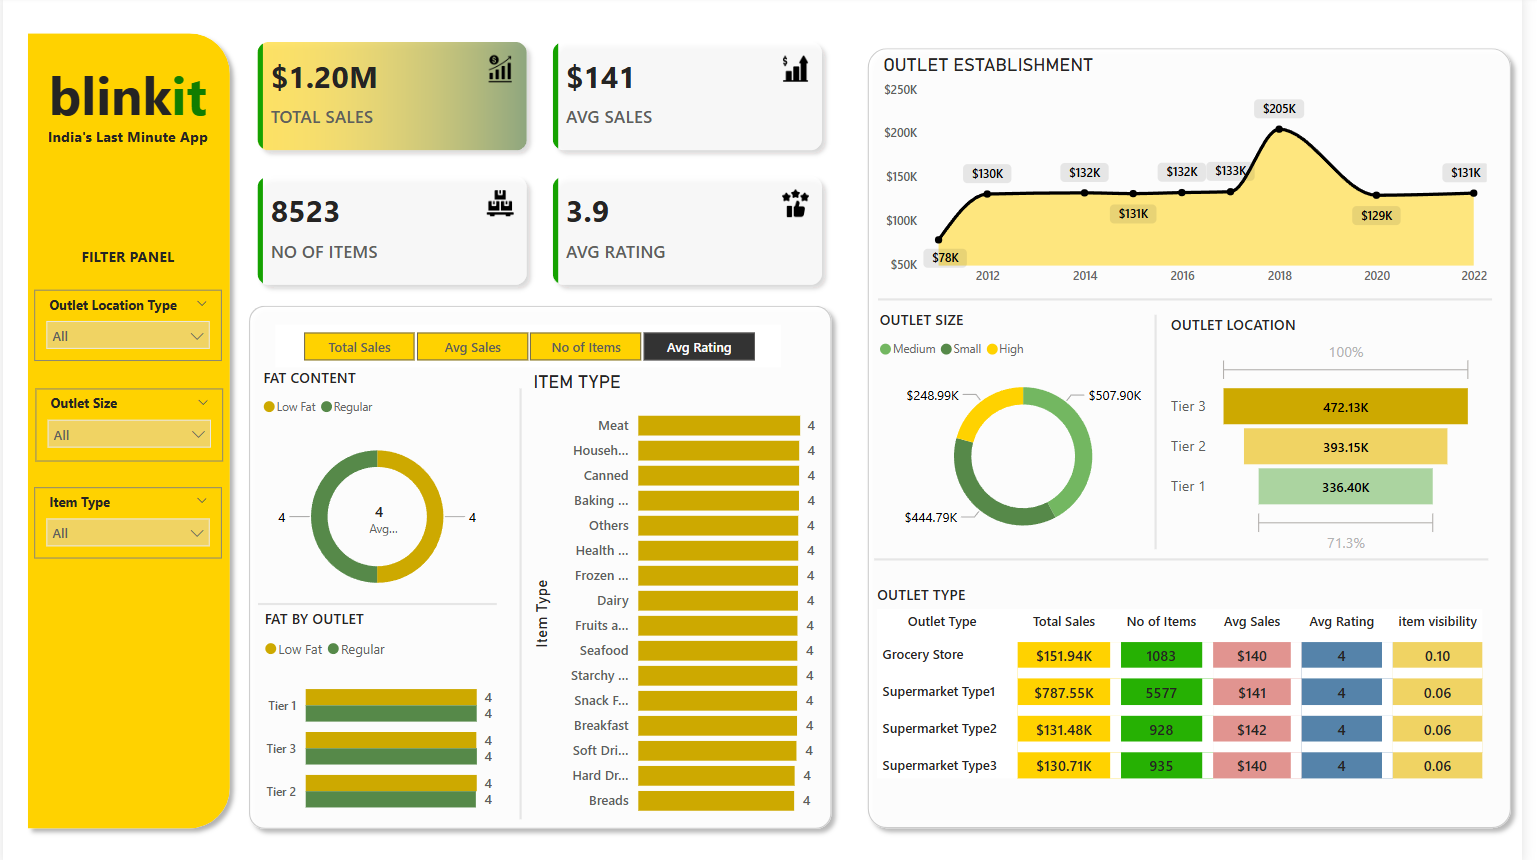 blinkit
India's Last Minute App
FILTER PANEL
Outlet Location Type
All
Outlet Size
All
Item Type
All
$1.20M
TOTAL SALES
$141
AVG SALES
8523
NO OF ITEMS
3.9
AVG RATING
Total Sales
Avg Sales
No of Items
Avg Rating
FAT CONTENT
Low Fat
Regular
4
4
Avg...
4
FAT BY OUTLET
Low Fat
Regular
Tier 1
4
4
Tier 3
4
4
Tier 2
4
4
ITEM TYPE
Item Type
Meat 4
Househ... 4
Canned 4
Baking ... 4
Others 4
Health ... 4
Frozen ... 4
Dairy 4
Fruits a... 4
Seafood 4
Starchy ... 4
Snack F... 4
Breakfast 4
Soft Dri... 4
Hard Dr... 4
Breads 4
OUTLET ESTABLISHMENT
$250K
$200K
$150K
$100K
$50K
$78K
$130K
$132K
$131K
$132K
$133K
$205K
$129K
$131K
2012 2014 2016 2018 2020 2022
OUTLET SIZE
Medium Small High
$248.99K
$507.90K
$444.79K
OUTLET LOCATION
100%
Tier 3 472.13K
Tier 2 393.15K
Tier 1 336.40K
71.3%
OUTLET TYPE
Outlet Type Total Sales No of Items Avg Sales Avg Rating item visibility
Grocery Store $151.94K 1083 $140 4 0.10
Supermarket Type1 $787.55K 5577 $141 4 0.06
Supermarket Type2 $131.48K 928 $142 4 0.06
Supermarket Type3 $130.71K 935 $140 4 0.06